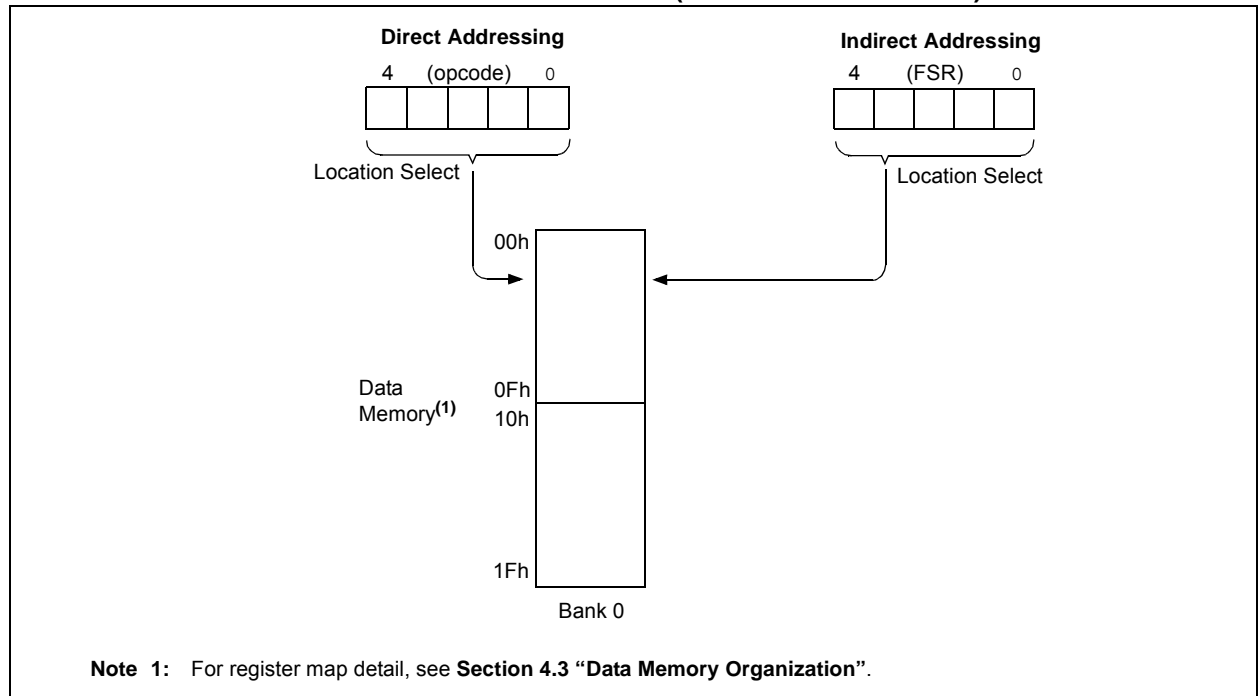 Direct Addressing
4 (opcode) 0
Location Select
Indirect Addressing
4 (FSR) 0
Location Select
00h
Data
Memory(1)
0Fh
10h
1Fh
Bank 0
Note 1: For register map detail, see Section 4.3 “Data Memory Organization”.